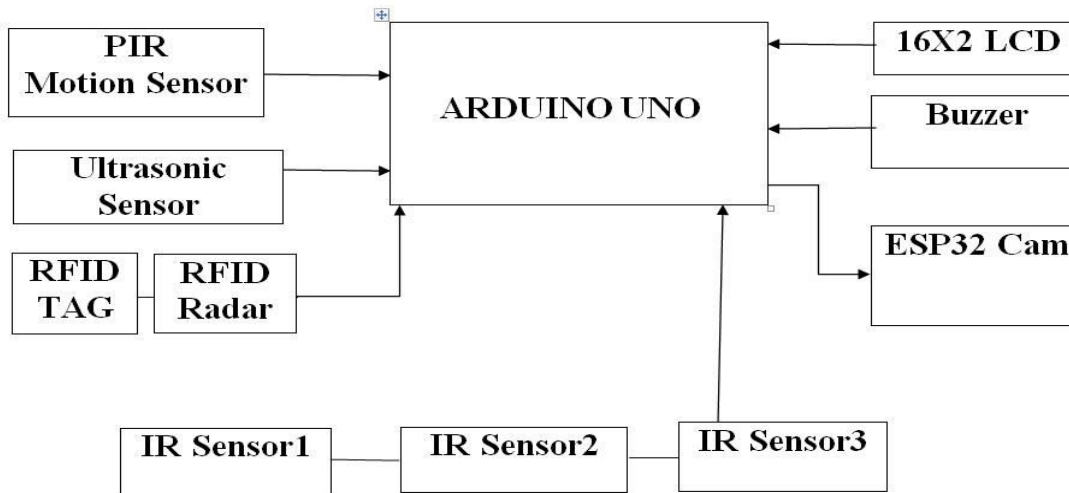 PIR
Motion Sensor
ARDUINO UNO
16X2 LCD
Buzzer
Ultrasonic
Sensor
RFID
TAG
RFID
Radar
ESP32 Cam
IR Sensor1
IR Sensor2
IR Sensor3